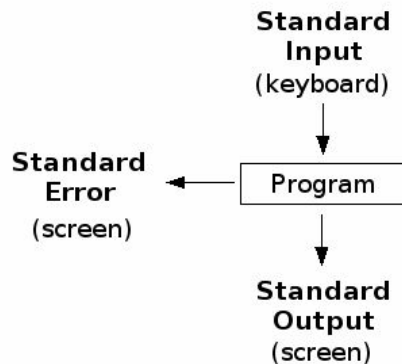 Standard
Input
(keyboard)
Standard
Error
(screen)
Program
Standard
Output
(screen)